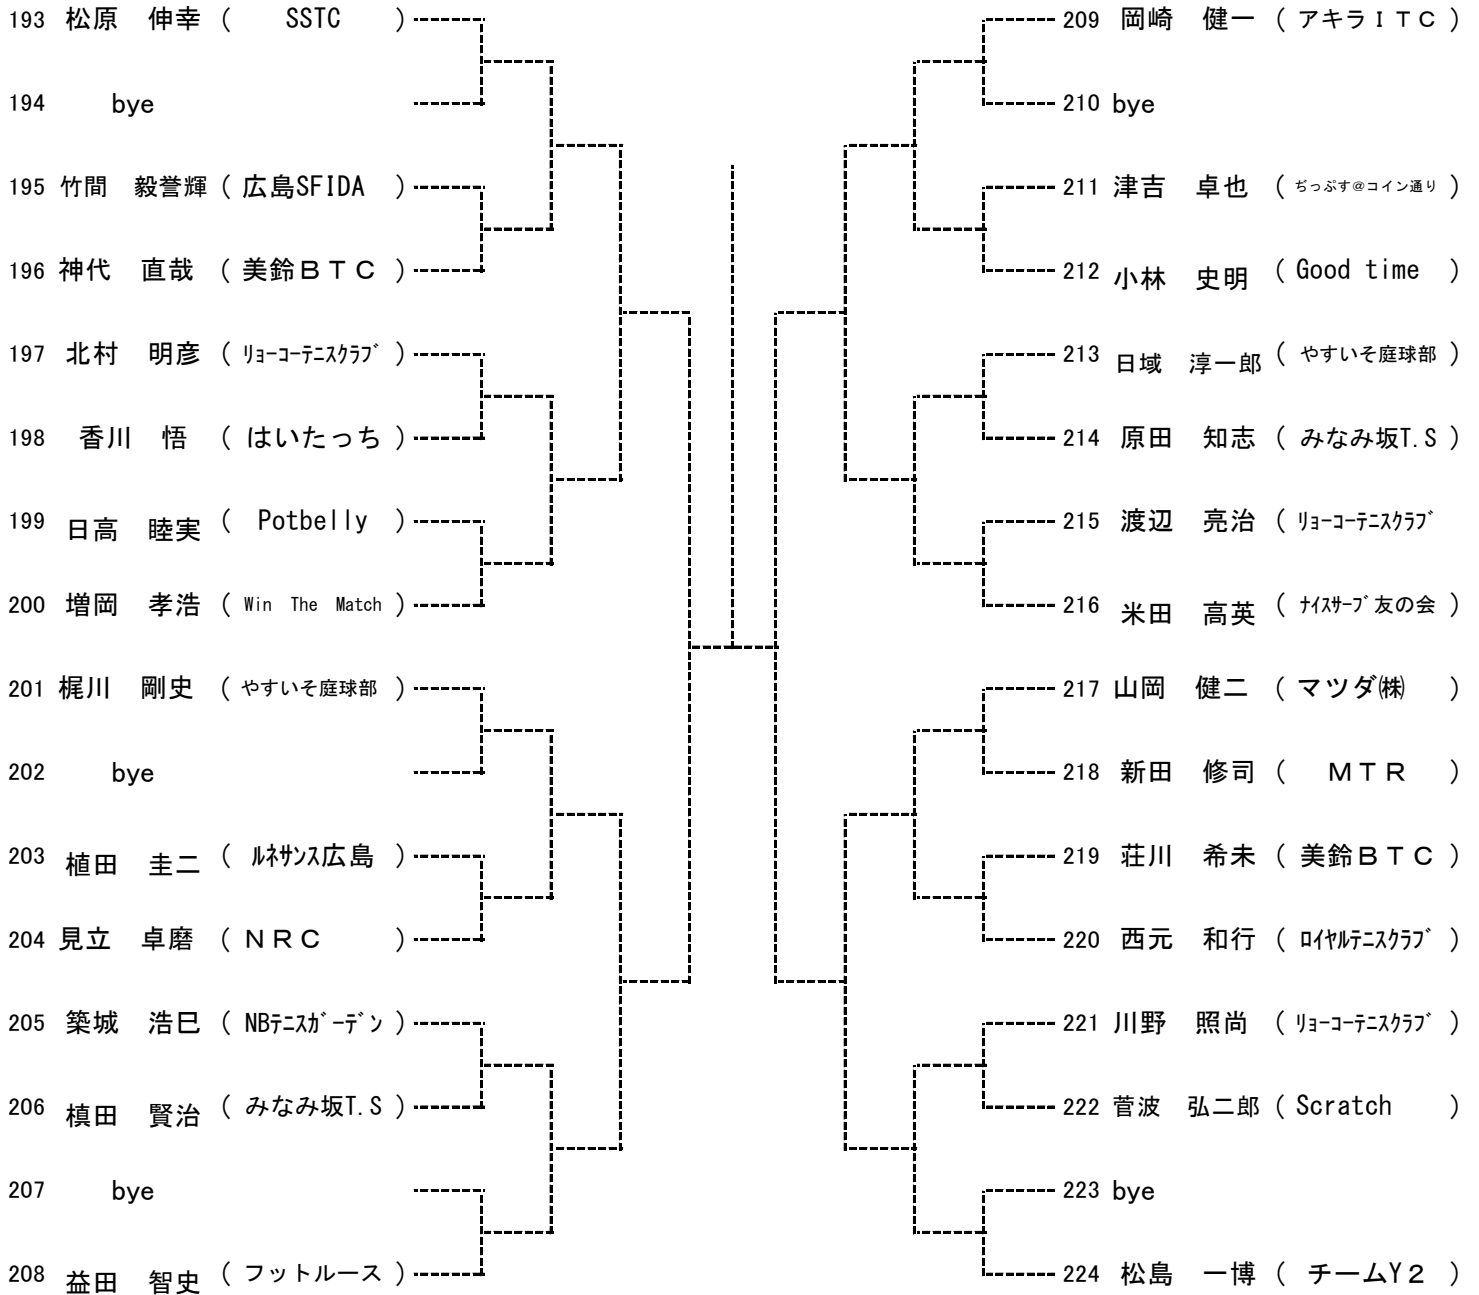 193 松原　伸幸 （ SSTC ）
194 bye
195 竹間　毅誉輝 （ 広島SFIDA ）
196 神代　直哉 （ 美鈴ＢＴＣ ）
197 北村　明彦 （ ﾘｮｰｺｰﾃﾆｽｸﾗﾌﾞ ）
198 香川　悟 （ はいたっち ）
199 日高　睦実 （ Potbelly ）
200 増岡　孝浩 （ Win The Match ）
201 梶川　剛史 （ やすいそ庭球部 ）
202 bye
203 植田　圭二 （ ﾙﾈｻﾝｽ広島 ）
204 見立　卓磨 （ ＮＲＣ ）
205 築城　浩巳 （ NBﾃﾆｽｶﾞｰﾃﾞﾝ ）
206 槙田　賢治 （ みなみ坂T.S ）
207 bye
208 益田　智史 （ フットルース ）
209 岡崎　健一 （ アキラＩＴＣ ）
210 bye
211 津吉　卓也 （ ぢっぷす＠コイン通り ）
212 小林　史明 （ Good time ）
213 日域　淳一郎 （ やすいそ庭球部 ）
214 原田　知志 （ みなみ坂T.S ）
215 渡辺　亮治 （ ﾘｮｰｺｰﾃﾆｽｸﾗﾌﾞ
216 米田　高英 （ ﾅｲｽｻｰﾌﾞ友の会 ）
217 山岡　健二 （ マツダ㈱ ）
218 新田　修司 （ ＭＴＲ ）
219 荘川　希未 （ 美鈴ＢＴＣ ）
220 西元　和行 （ ﾛｲﾔﾙﾃﾆｽｸﾗﾌﾞ ）
221 川野　照尚 （ ﾘｮｰｺｰﾃﾆｽｸﾗﾌﾞ ）
222 菅波　弘二郎 （ Scratch ）
223 bye
224 松島　一博 （ チームY２ ）